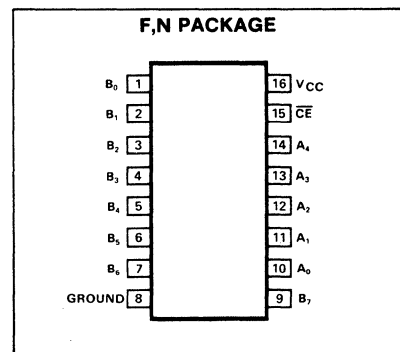 F,N PACKAGE
B₀ 1 16 VCC
B₁ 2 15 C̅E̅
B₂ 3 14 A₄
B₃ 4 13 A₃
B₄ 5 12 A₂
B₅ 6 11 A₁
B₆ 7 10 A₀
GROUND 8 9 B₇